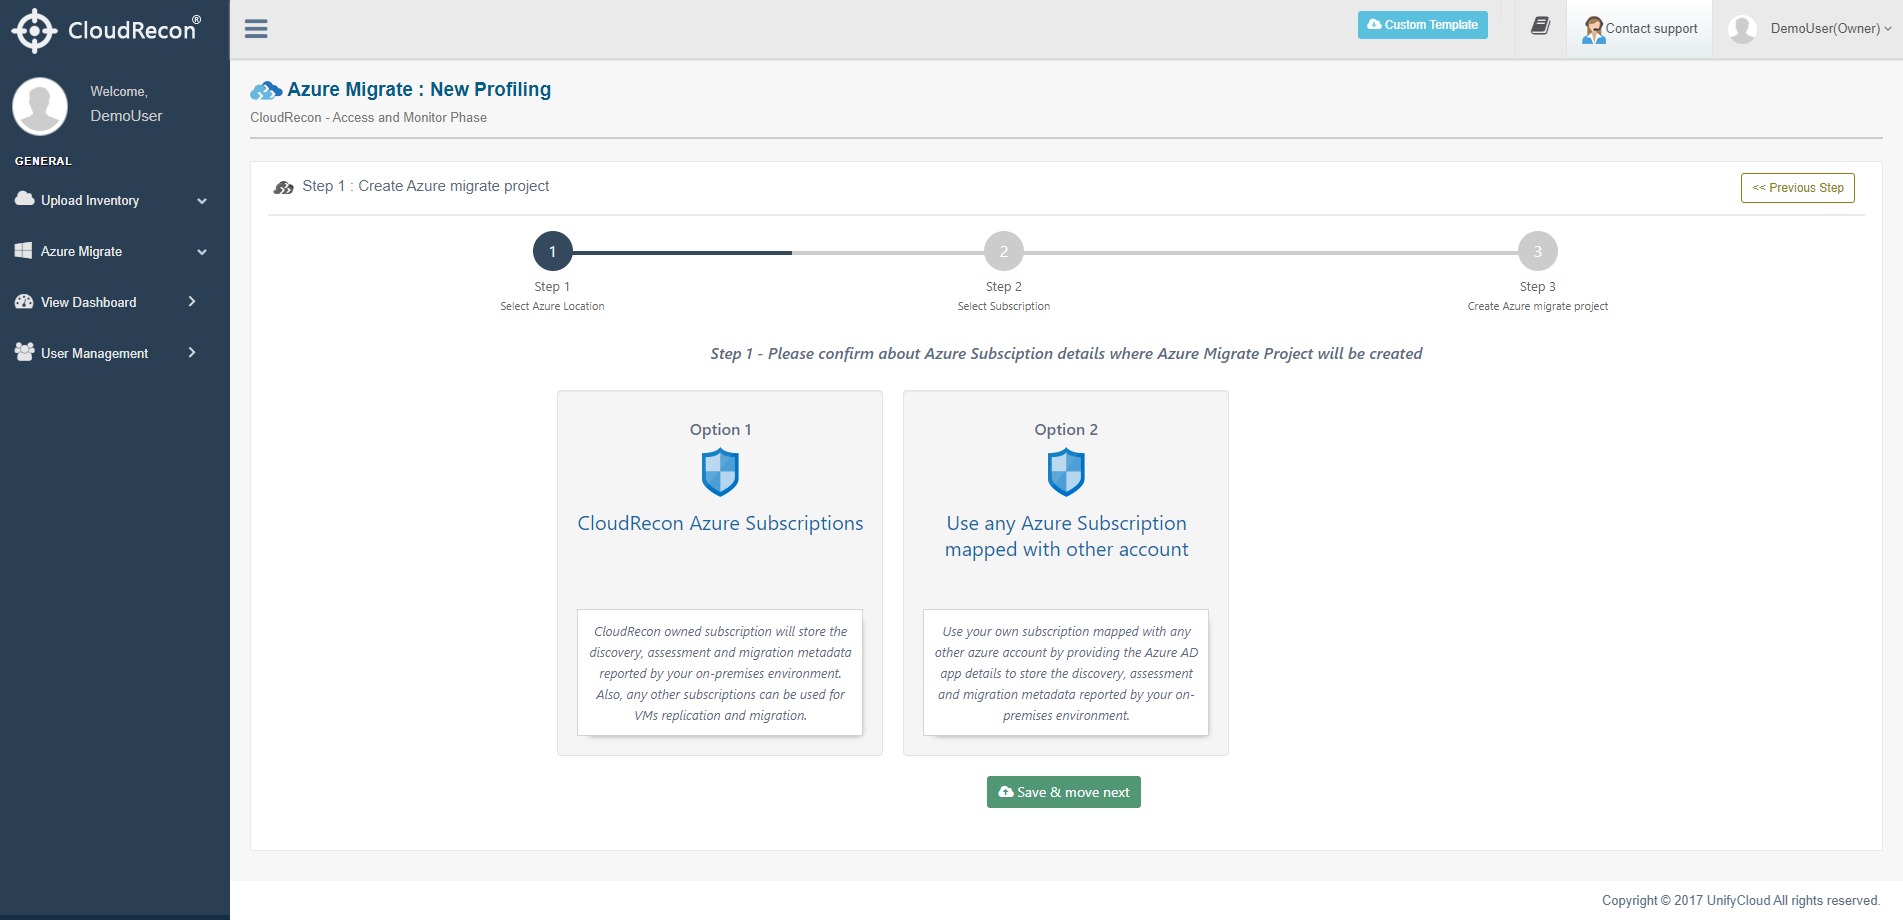 CloudRecon®
Custom Template
Contact support
DemoUser(Owner)
Welcome,
DemoUser
GENERAL
Upload Inventory
Azure Migrate
View Dashboard
User Management
Azure Migrate : New Profiling
CloudRecon - Access and Monitor Phase
Step 1 : Create Azure migrate project
<< Previous Step
1
Step 1
Select Azure Location
2
Step 2
Select Subscription
3
Step 3
Create Azure migrate project
Step 1 - Please confirm about Azure Subsciption details where Azure Migrate Project will be created
Option 1
CloudRecon Azure Subscriptions
CloudRecon owned subscription will store the
discovery, assessment and migration metadata
reported by your on-premises environment.
Also, any other subscriptions can be used for
VMs replication and migration.
Option 2
Use any Azure Subscription
mapped with other account
Use your own subscription mapped with any
other azure account by providing the Azure AD
app details to store the discovery, assessment
and migration metadata reported by your on-
premises environment.
Save & move next
Copyright © 2017 UnifyCloud All rights reserved.